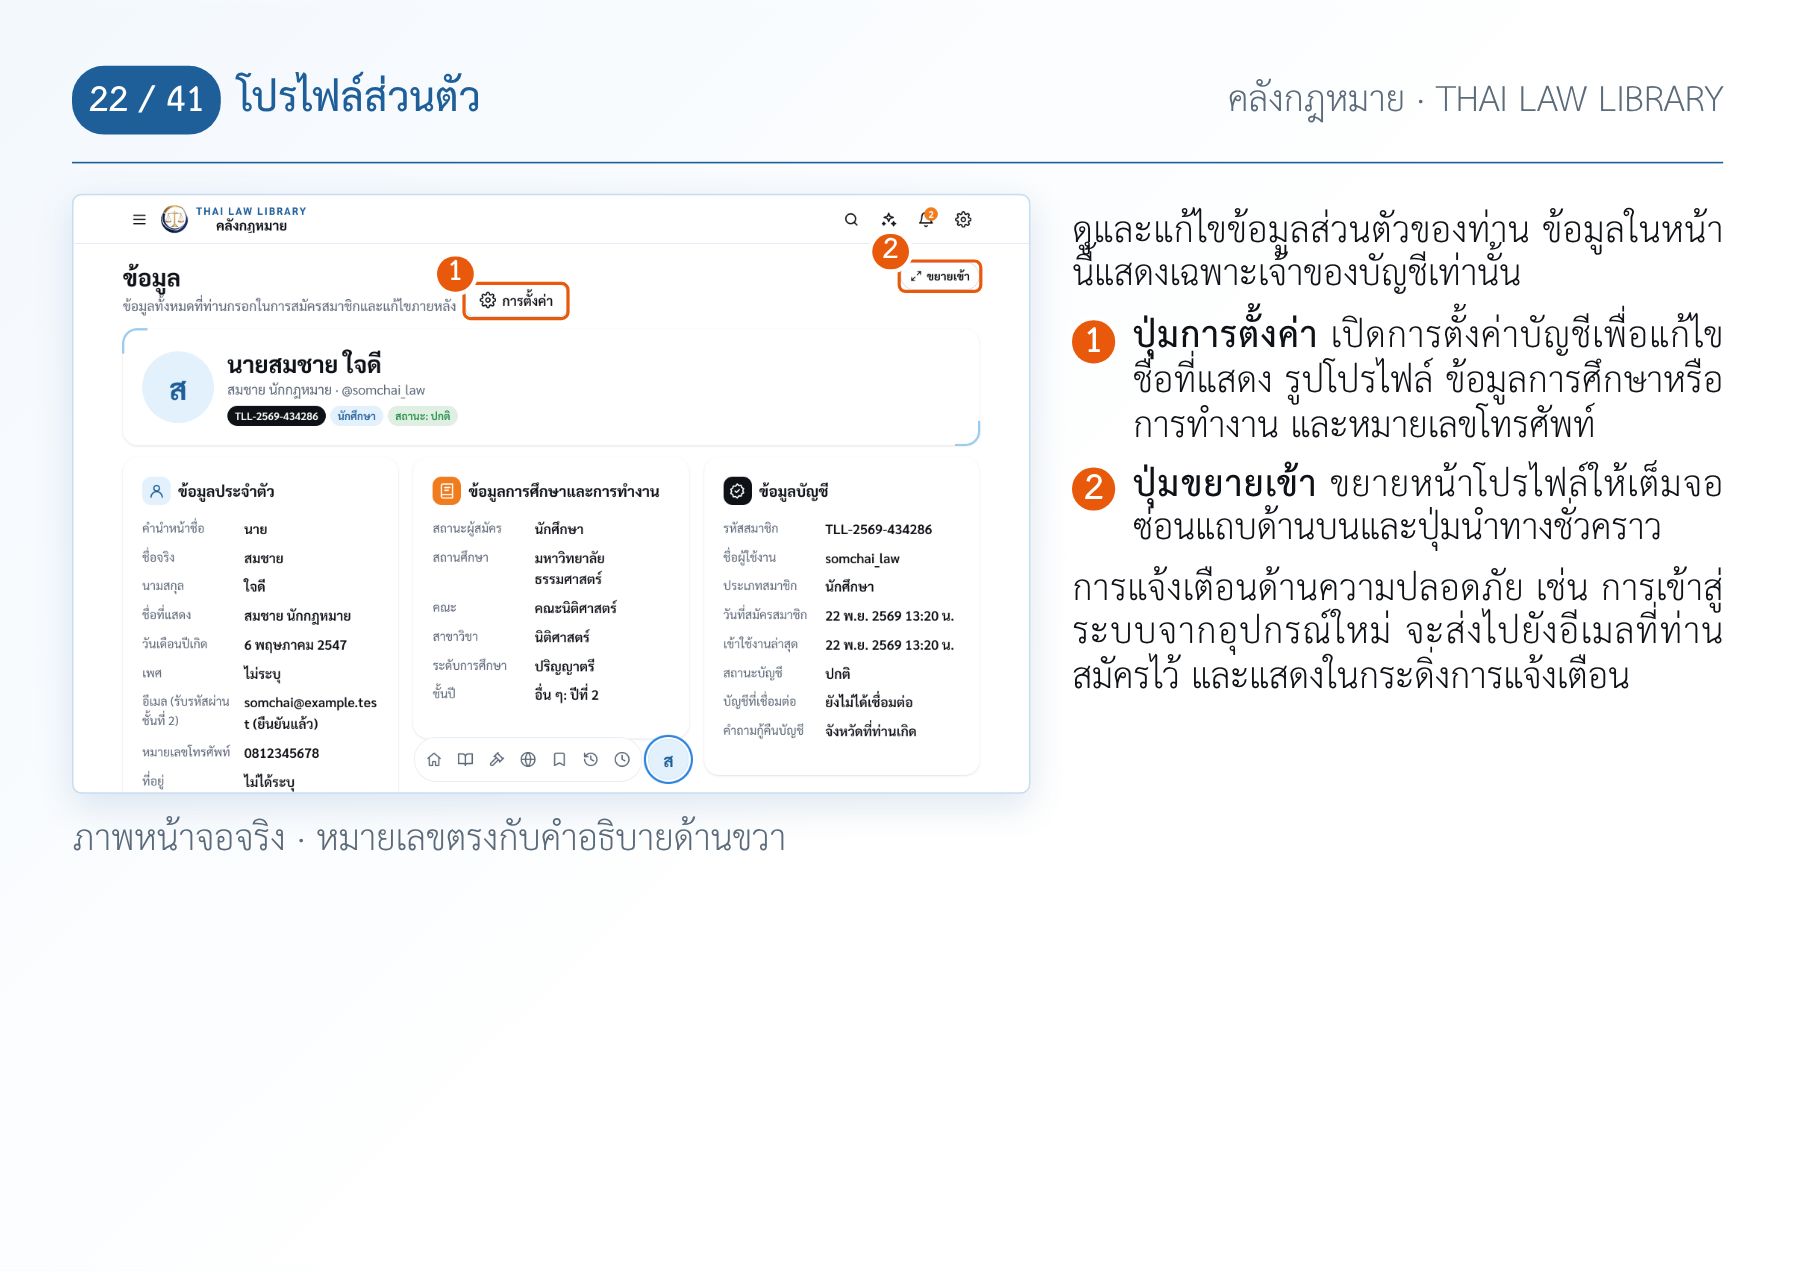 22 / 41 โปรไฟล์ส่วนตัว
คลังกฎหมาย · THAI LAW LIBRARY
THAI LAW LIBRARY
คลังกฎหมาย
2
ข้อมูล
ข้อมูลทั้งหมดที่ท่านกรอกในการสมัครสมาชิกและแก้ไขภายหลัง
1
การตั้งค่า
2
ขยายเข้า
ส
นายสมชาย ใจดี
สมชาย นักกฎหมาย · @somchai_law
TLL-2569-434286 นักศึกษา สถานะ: ปกติ
ข้อมูลประจำตัว
คำนำหน้าชื่อ นาย
ชื่อจริง สมชาย
นามสกุล ใจดี
ชื่อที่แสดง สมชาย นักกฎหมาย
วันเดือนปีเกิด 6 พฤษภาคม 2547
เพศ ไม่ระบุ
อีเมล (รับรหัสผ่าน somchai@example.tes
ชั้นที่ 2) t (ยืนยันแล้ว)
หมายเลขโทรศัพท์ 0812345678
ที่อยู่ ไม่ได้ระบุ
ข้อมูลการศึกษาและการทำงาน
สถานะผู้สมัคร นักศึกษา
สถานศึกษา มหาวิทยาลัย
ธรรมศาสตร์
คณะ คณะนิติศาสตร์
สาขาวิชา นิติศาสตร์
ระดับการศึกษา ปริญญาตรี
ชั้นปี อื่น ๆ: ปีที่ 2
ข้อมูลบัญชี
รหัสสมาชิก TLL-2569-434286
ชื่อผู้ใช้งาน somchai_law
ประเภทสมาชิก นักศึกษา
วันที่สมัครสมาชิก 22 พ.ย. 2569 13:20 น.
เข้าใช้งานล่าสุด 22 พ.ย. 2569 13:20 น.
สถานะบัญชี ปกติ
บัญชีที่เชื่อมต่อ ยังไม่ได้เชื่อมต่อ
คำถามกู้คืนบัญชี จังหวัดที่ท่านเกิด
ส
ภาพหน้าจอจริง · หมายเลขตรงกับคำอธิบายด้านขวา
ดูและแก้ไขข้อมูลส่วนตัวของท่าน ข้อมูลในหน้า
นี้แสดงเฉพาะเจ้าของบัญชีเท่านั้น
1 ปุ่มการตั้งค่า เปิดการตั้งค่าบัญชีเพื่อแก้ไข
ชื่อที่แสดง รูปโปรไฟล์ ข้อมูลการศึกษาหรือ
การทำงาน และหมายเลขโทรศัพท์
2 ปุ่มขยายเข้า ขยายหน้าโปรไฟล์ให้เต็มจอ
ซ่อนแถบด้านบนและปุ่มนำทางชั่วคราว
การแจ้งเตือนด้านความปลอดภัย เช่น การเข้าสู่
ระบบจากอุปกรณ์ใหม่ จะส่งไปยังอีเมลที่ท่าน
สมัครไว้ และแสดงในกระดิ่งการแจ้งเตือน